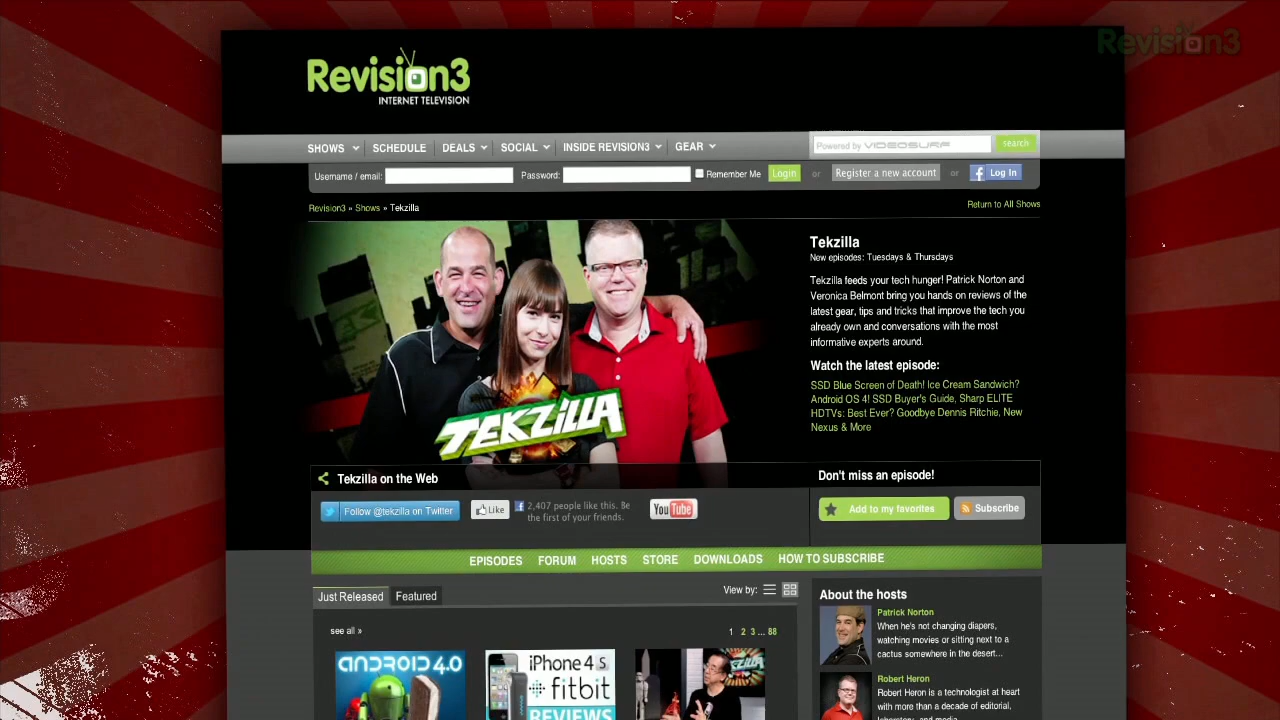 Revision3
Revision3
INTERNET TELEVISION
SHOWS
SCHEDULE
DEALS
SOCIAL
INSIDE REVISION3
GEAR
Powered by VIDEOSURF
search
Username / email:
Password:
Remember Me
Login
or
Register a new account
or
f Log In
Revision3 » Shows » Tekzilla
Return to All Shows
Tekzilla
New episodes: Tuesdays & Thursdays
Tekzilla feeds your tech hunger! Patrick Norton and
Veronica Belmont bring you hands on reviews of the
latest gear, tips and tricks that improve the tech you
already own and conversations with the most
informative experts around.
Watch the latest episode:
SSD Blue Screen of Death! Ice Cream Sandwich?
Android OS 4! SSD Buyer's Guide, Sharp ELITE
HDTVs: Best Ever? Goodbye Dennis Ritchie, New
Nexus & More
TEKZILLA
Tekzilla on the Web
Don't miss an episode!
Follow @tekzilla on Twitter
Like
2,407 people like this. Be
the first of your friends.
YouTube
Add to my favorites
Subscribe
EPISODES
FORUM
HOSTS
STORE
DOWNLOADS
HOW TO SUBSCRIBE
Just Released
Featured
View by:
see all »
1 2 3 ... 88
ANDROID 4.0
iPhone 4S
fitbit
REVIEWS
TEKZILLA
About the hosts
Patrick Norton
When he's not changing diapers,
watching movies or sitting next to a
cactus somewhere in the desert...
Robert Heron
Robert Heron is a technologist at heart
with more than a decade of editorial,
laboratory, and media